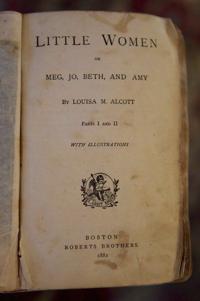 LITTLE WOMEN
OR
MEG, JO, BETH, AND AMY
BY LOUISA M. ALCOTT
PARTS I AND II
WITH ILLUSTRATIONS
BOSTON
ROBERTS BROTHERS